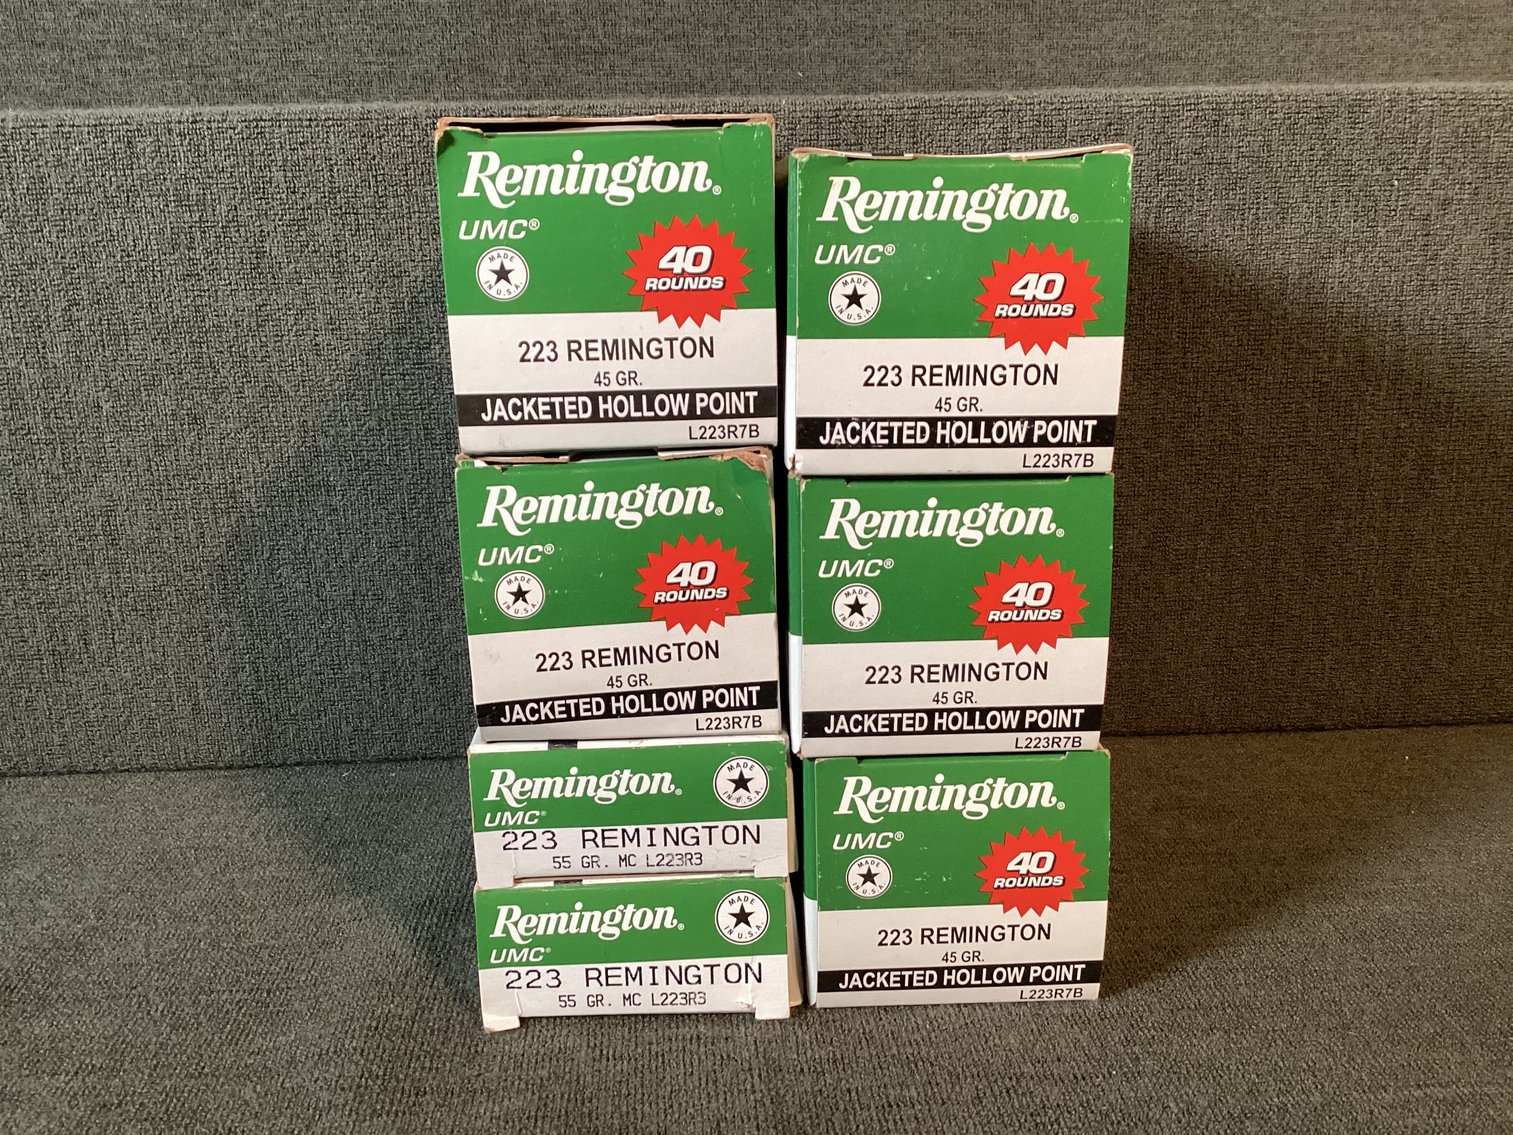 Remington®
UMC®
MADE IN U.S.A.
40
ROUNDS
223 REMINGTON
45 GR.
JACKETED HOLLOW POINT
L223R7B
Remington®
UMC®
MADE IN U.S.A.
40
ROUNDS
223 REMINGTON
45 GR.
JACKETED HOLLOW POINT
L223R7B
Remington®
UMC®
MADE IN U.S.A.
223 REMINGTON
55 GR. MC L223R3
Remington®
UMC®
MADE IN U.S.A.
223 REMINGTON
55 GR. MC L223R3
Remington®
UMC®
MADE IN U.S.A.
40
ROUNDS
223 REMINGTON
45 GR.
JACKETED HOLLOW POINT
L223R7B
Remington®
UMC®
MADE IN U.S.A.
40
ROUNDS
223 REMINGTON
45 GR.
JACKETED HOLLOW POINT
L223R7B
Remington®
UMC®
MADE IN U.S.A.
40
ROUNDS
223 REMINGTON
45 GR.
JACKETED HOLLOW POINT
L223R7B